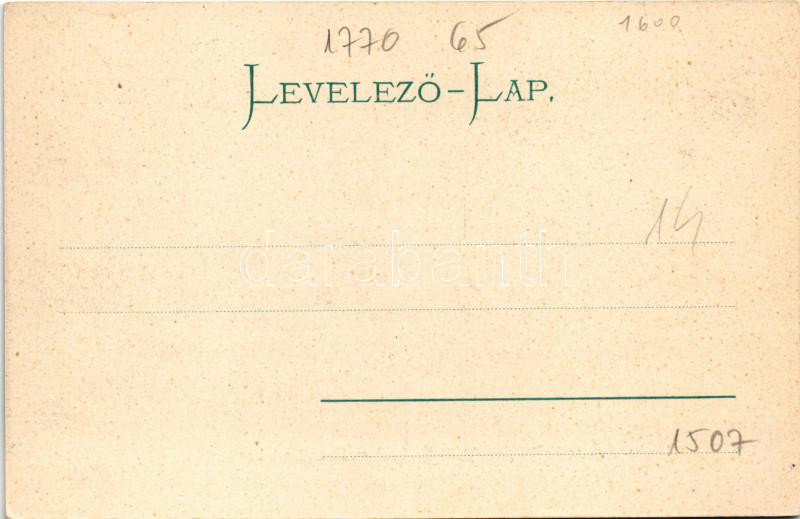 1770 65 1600
LEVELEZŐ-LAP.
14
darabanth
1507